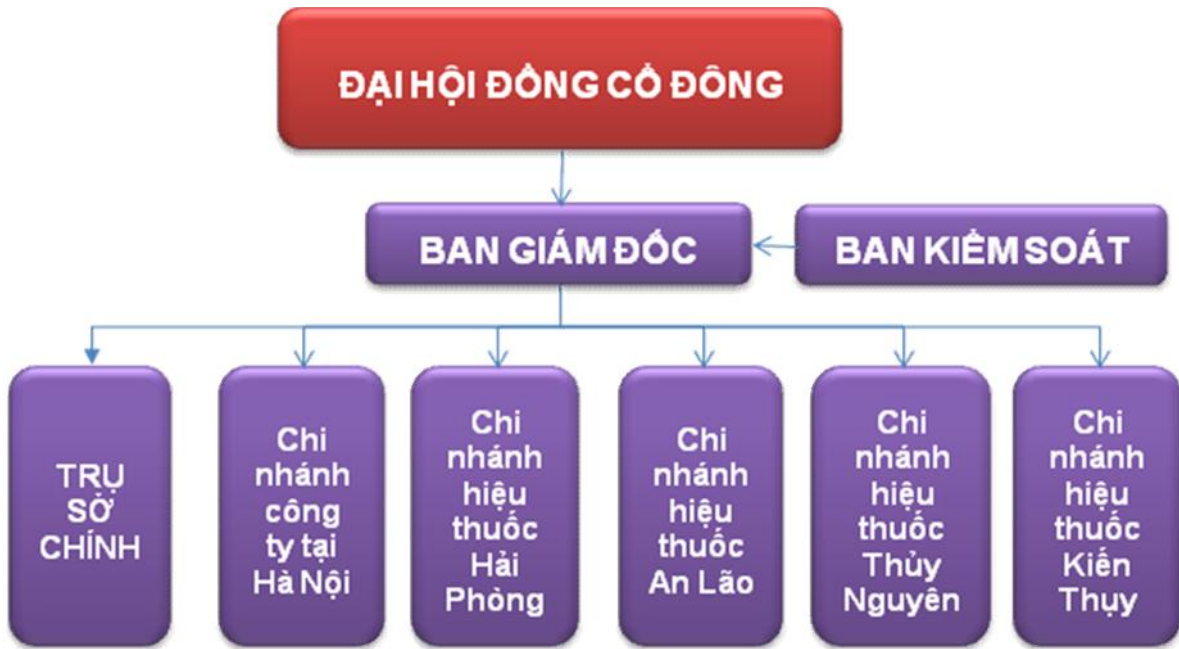 ĐẠI HỘI ĐỒNG CỔ ĐÔNG
BAN GIÁM ĐỐC
BAN KIỂM SOÁT
TRỤ
SỞ
CHÍNH
Chi
nhánh
công
ty tại
Hà Nội
Chi
nhánh
hiệu
thuốc
Hải
Phòng
Chi
nhánh
hiệu
thuốc
An Lão
Chi
nhánh
hiệu
thuốc
Thủy
Nguyên
Chi
nhánh
hiệu
thuốc
Kiến
Thụy